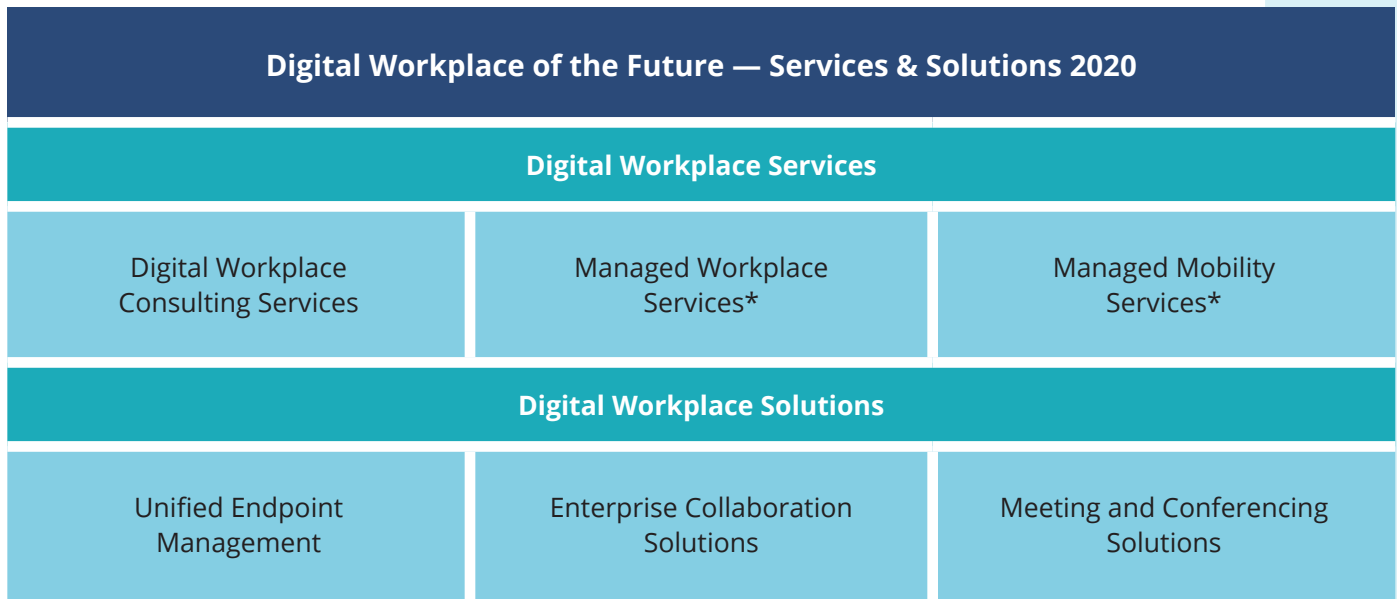 Digital Workplace of the Future — Services & Solutions 2020
Digital Workplace Services
Digital Workplace
Consulting Services
Managed Workplace
Services*
Managed Mobility
Services*
Digital Workplace Solutions
Unified Endpoint
Management
Enterprise Collaboration
Solutions
Meeting and Conferencing
Solutions